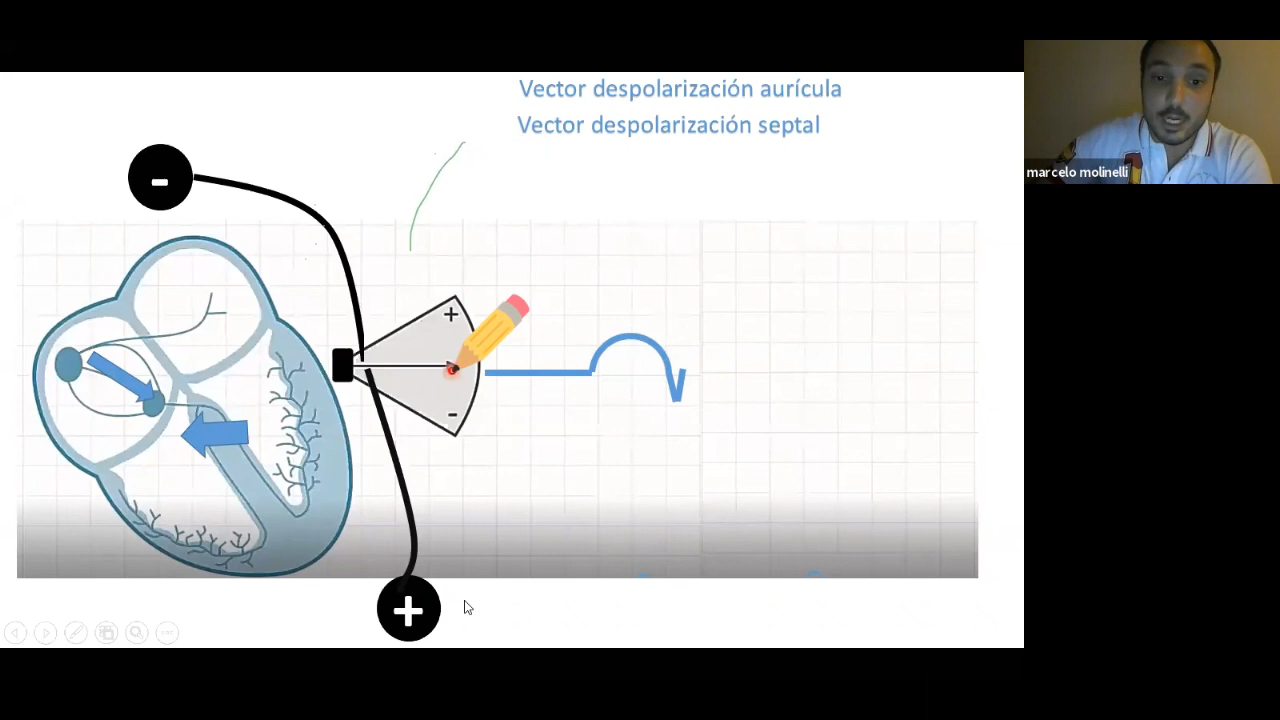 Vector despolarización aurícula
Vector despolarización septal
-
+
-
+
marcelo molinelli